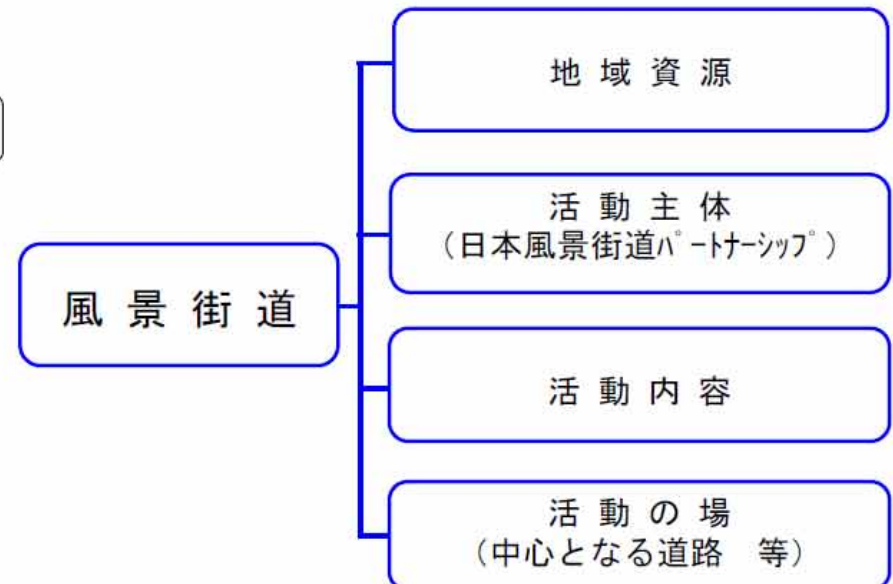 地域資源
活動主体
（日本風景街道ﾊﾟｰﾄﾅｰｼｯﾌﾟ）
風景街道
活動内容
活動の場
（中心となる道路　等）